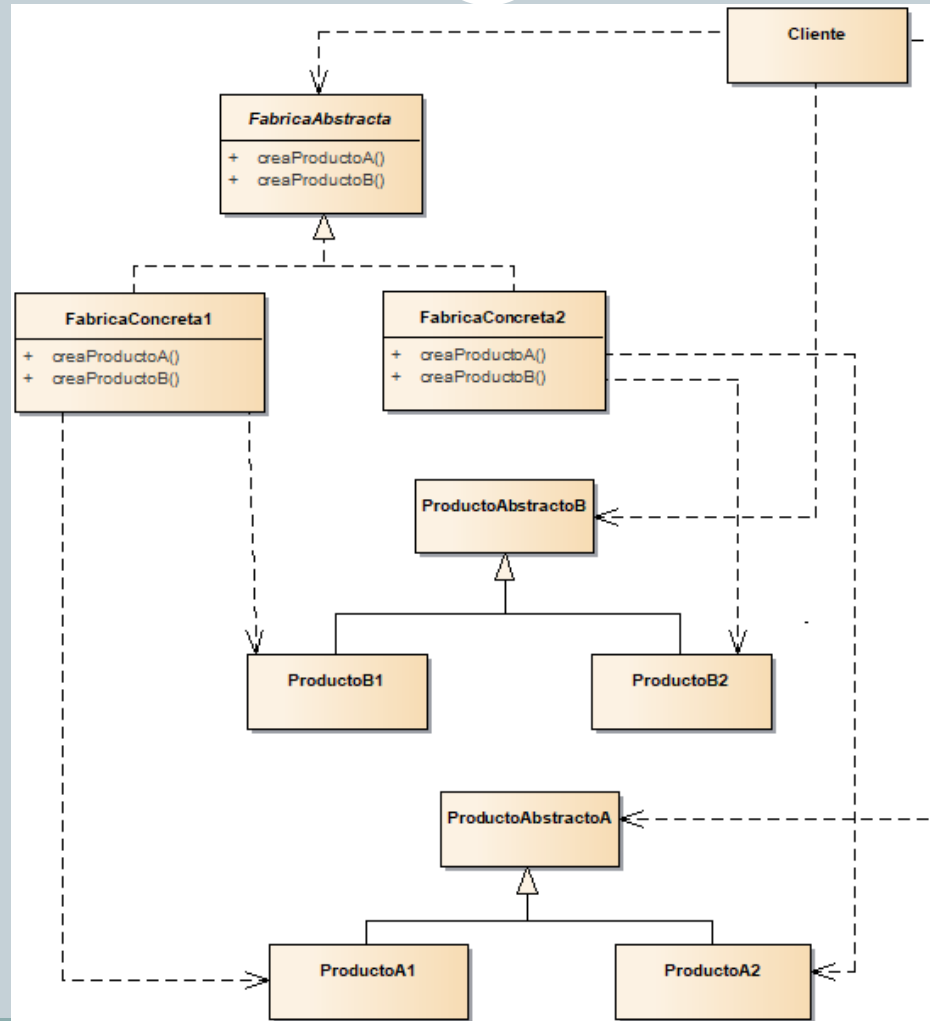 Cliente
FabricaAbstracta
+ creaProductoA()
+ creaProductoB()
FabricaConcreta1
+ creaProductoA()
+ creaProductoB()
FabricaConcreta2
+ creaProductoA()
+ creaProductoB()
ProductoAbstractoB
ProductoB1
ProductoB2
ProductoAbstractoA
ProductoA1
ProductoA2